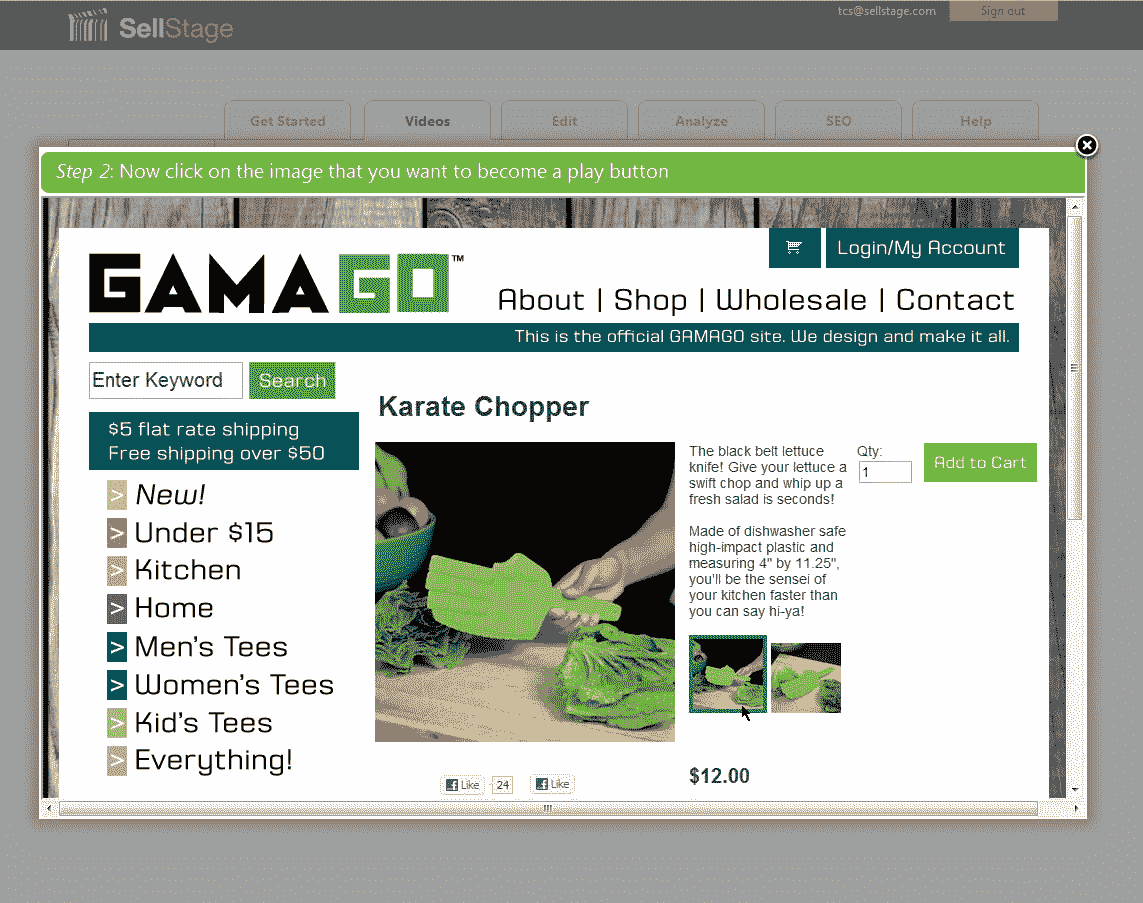 SellStage
tcs@sellstage.com
Sign out
Get Started
Videos
Edit
Analyze
SEO
Help
Step 2: Now click on the image that you want to become a play button
GAMAGO™
Login/My Account
About | Shop | Wholesale | Contact
This is the official GAMAGO site. We design and make it all.
Enter Keyword
Search
$5 flat rate shipping
Free shipping over $50
> New!
> Under $15
> Kitchen
> Home
> Men's Tees
> Women's Tees
> Kid's Tees
> Everything!
Karate Chopper
The black belt lettuce
knife! Give your lettuce a
swift chop and whip up a
fresh salad is seconds!
Made of dishwasher safe
high-impact plastic and
measuring 4" by 11.25",
you'll be the sensei of
your kitchen faster than
you can say hi-ya!
Qty:
1
Add to Cart
Like
24
Like
$12.00